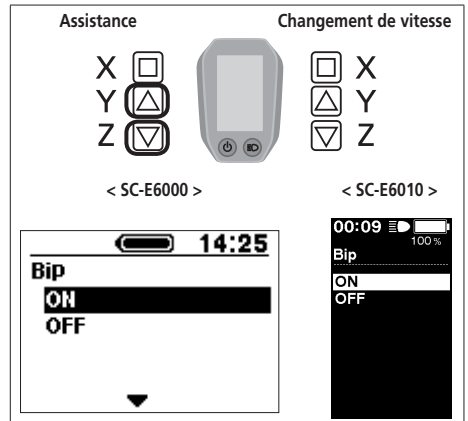 Assistance Changement de vitesse
X X
Y Y
Z Z
< SC-E6000 > < SC-E6010 >
14:25
Bip
ON
OFF
00:09
100 %
Bip
ON
OFF